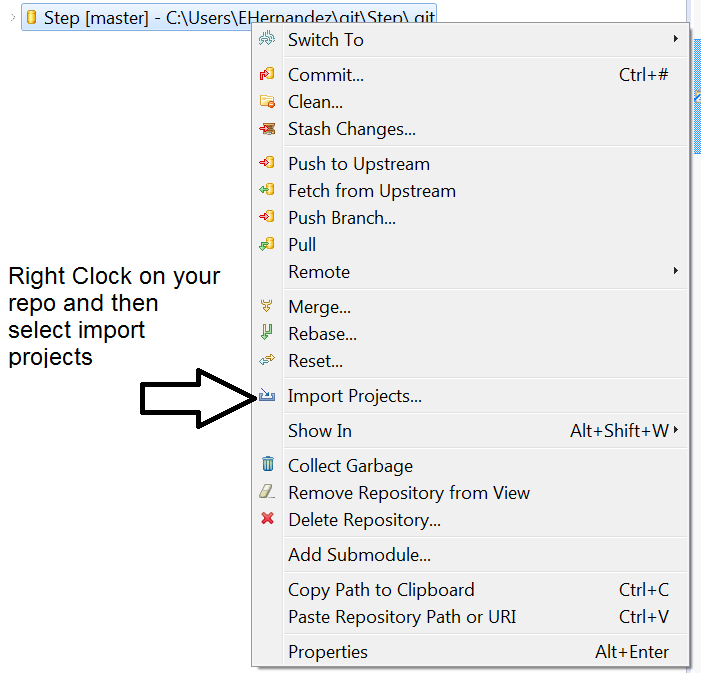 Step [master] - C:\Users\EHernandez\git\Step\.git
Switch To
Commit... Ctrl+#
Clean...
Stash Changes...
Push to Upstream
Fetch from Upstream
Push Branch...
Pull
Remote
Right Clock on your
repo and then
select import
projects
Merge...
Rebase...
Reset...
Import Projects...
Show In Alt+Shift+W
Collect Garbage
Remove Repository from View
Delete Repository...
Add Submodule...
Copy Path to Clipboard Ctrl+C
Paste Repository Path or URI Ctrl+V
Properties Alt+Enter